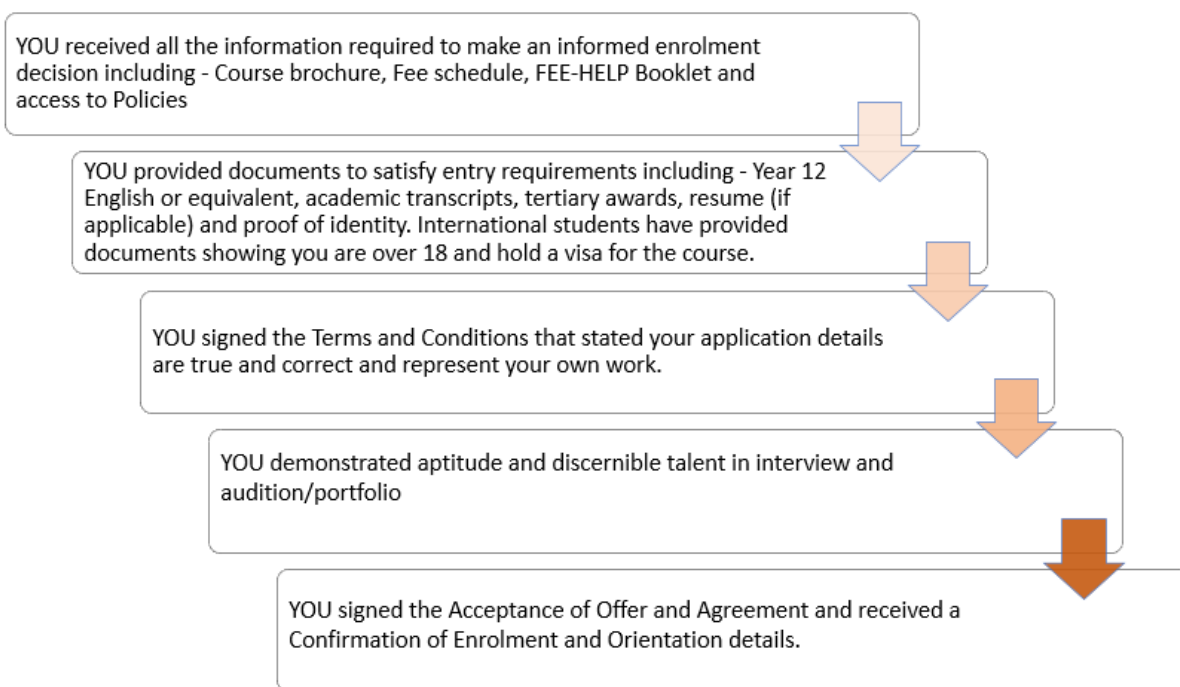 YOU received all the information required to make an informed enrolment
decision including - Course brochure, Fee schedule, FEE-HELP Booklet and
access to Policies
YOU provided documents to satisfy entry requirements including - Year 12
English or equivalent, academic transcripts, tertiary awards, resume (if
applicable) and proof of identity. International students have provided
documents showing you are over 18 and hold a visa for the course.
YOU signed the Terms and Conditions that stated your application details
are true and correct and represent your own work.
YOU demonstrated aptitude and discernible talent in interview and
audition/portfolio
YOU signed the Acceptance of Offer and Agreement and received a
Confirmation of Enrolment and Orientation details.